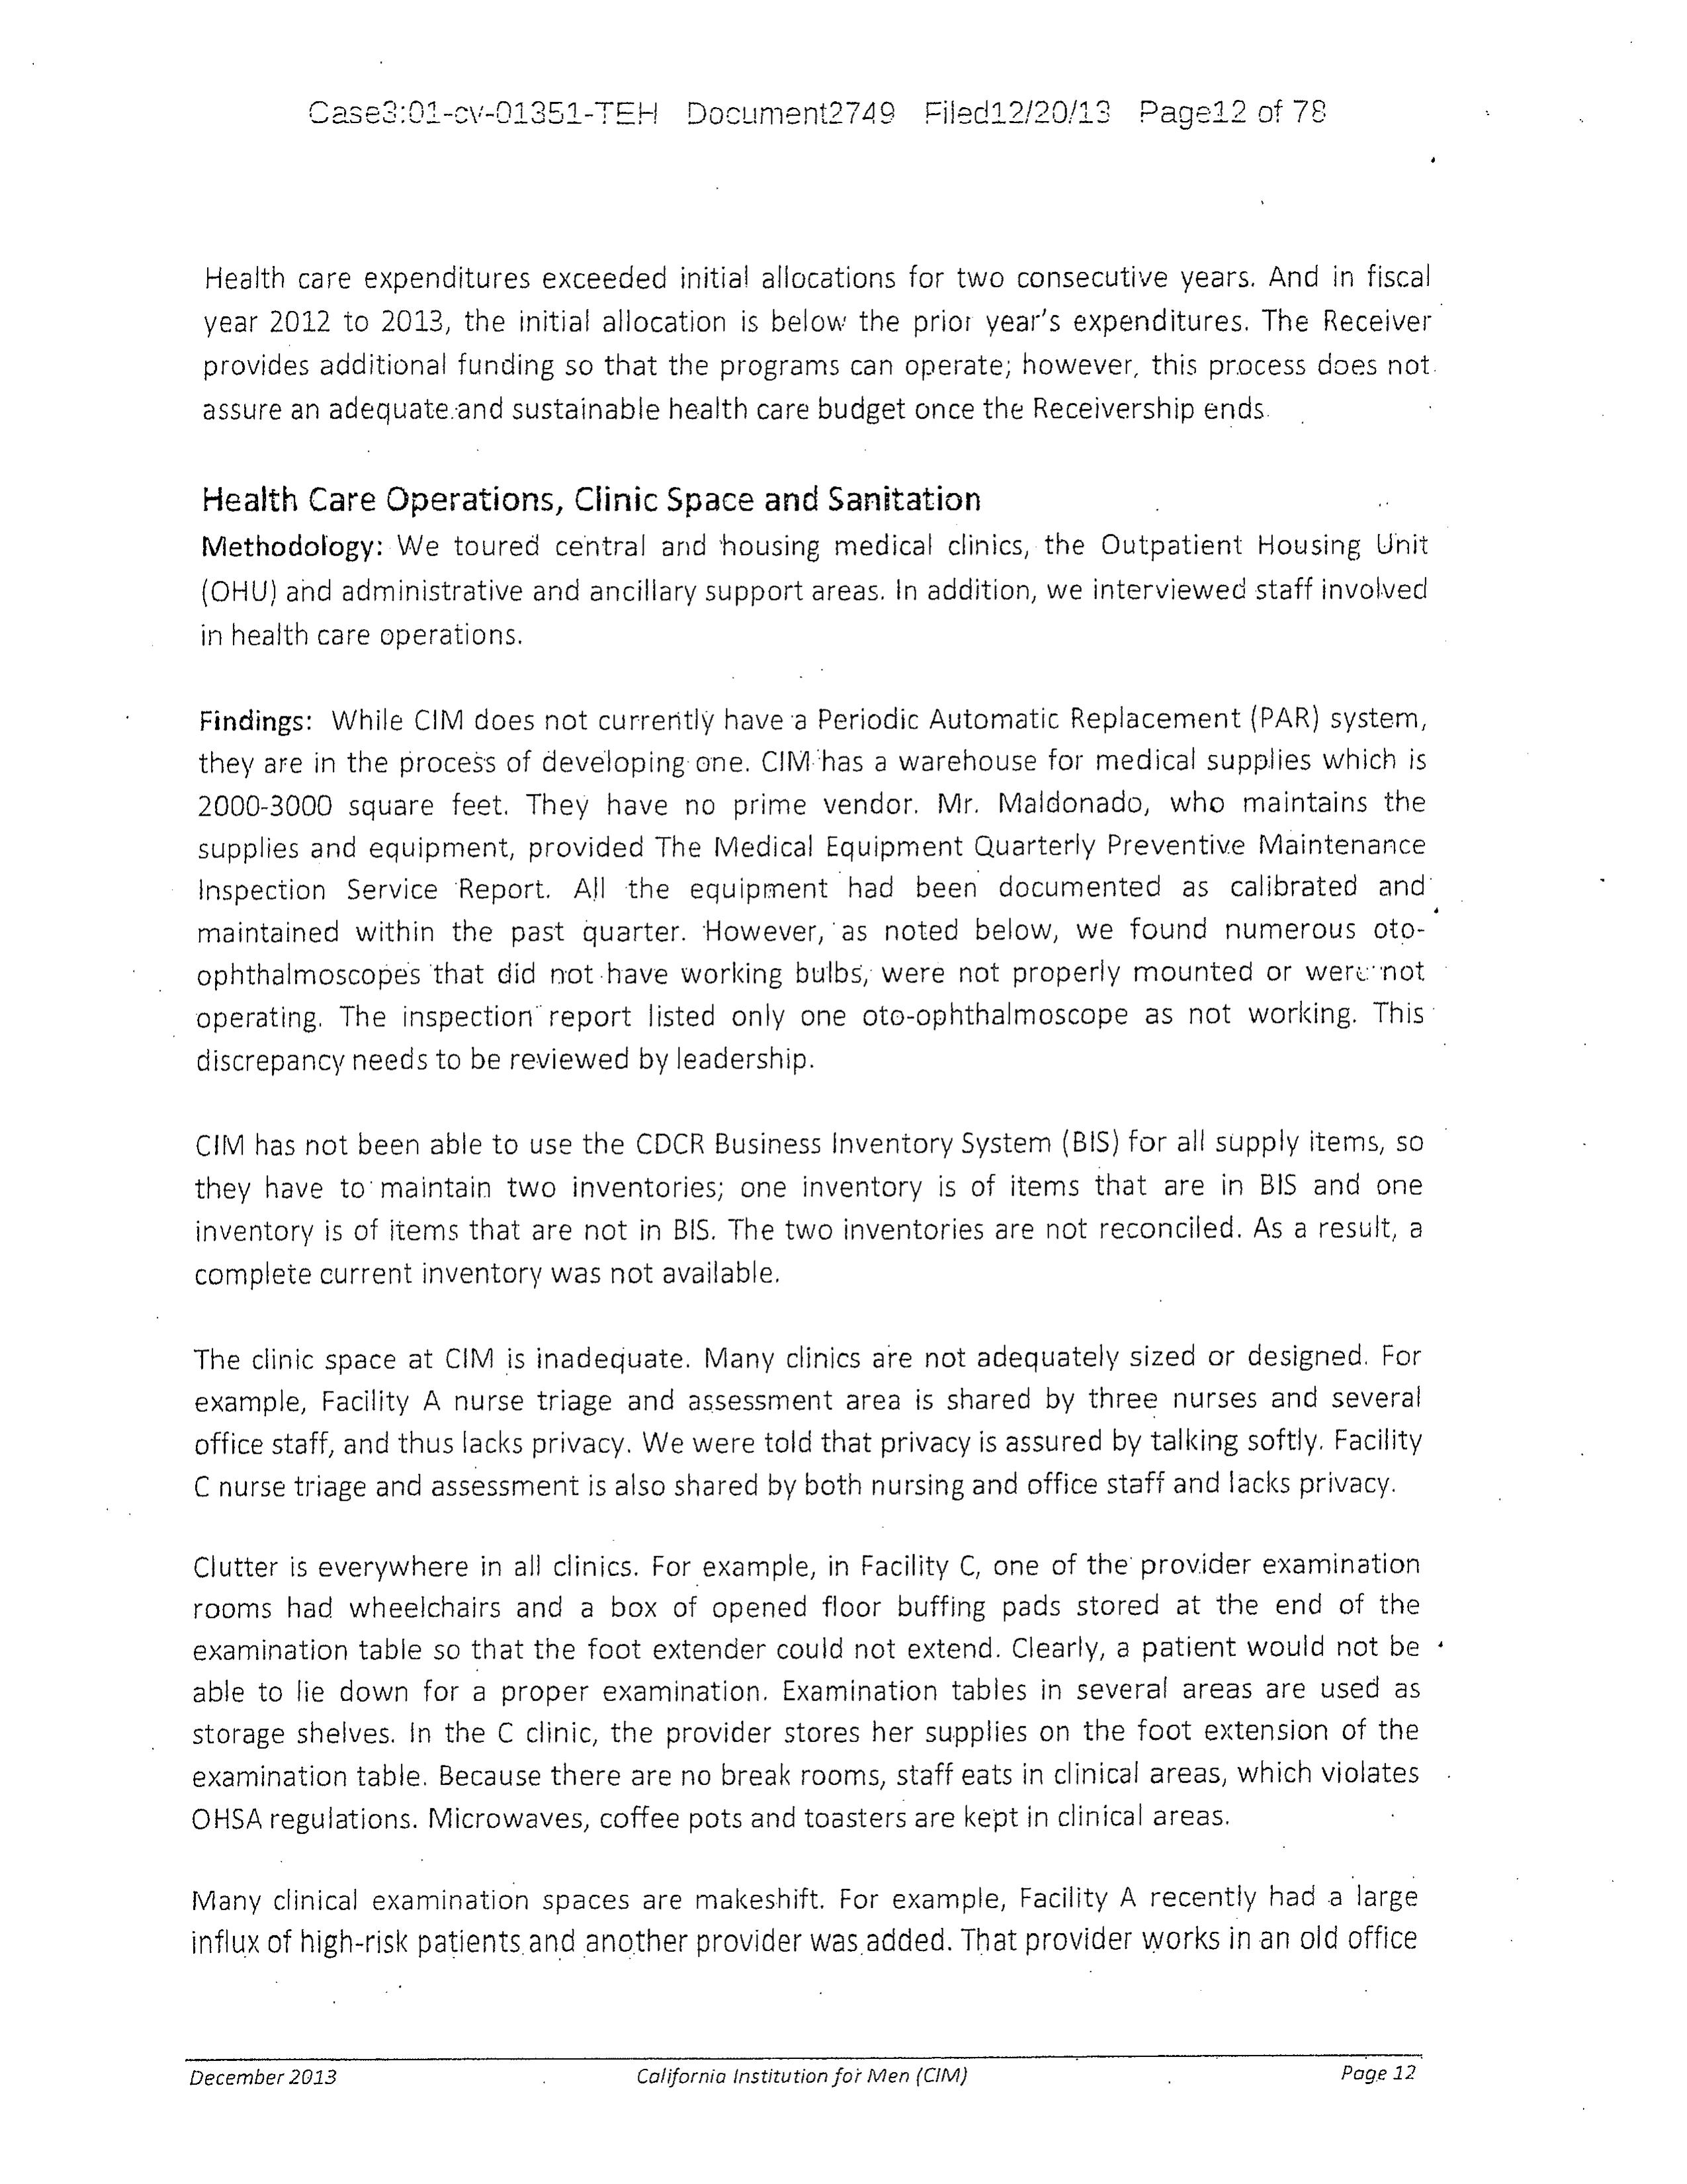 Case3:01-cv-01351-TEH Document2749 Filed12/20/13 Page12 of 78
Health care expenditures exceeded initial allocations for two consecutive years. And in fiscal
year 2012 to 2013, the initial allocation is below the prior year's expenditures. The Receiver
provides additional funding so that the programs can operate; however, this process does not
assure an adequate and sustainable health care budget once the Receivership ends.
Health Care Operations, Clinic Space and Sanitation
Methodology: We toured central and housing medical clinics, the Outpatient Housing Unit
(OHU) and administrative and ancillary support areas. In addition, we interviewed staff involved
in health care operations.
Findings: While CIM does not currently have a Periodic Automatic Replacement (PAR) system,
they are in the process of developing one. CIM has a warehouse for medical supplies which is
2000-3000 square feet. They have no prime vendor. Mr. Maldonado, who maintains the
supplies and equipment, provided The Medical Equipment Quarterly Preventive Maintenance
Inspection Service Report. All the equipment had been documented as calibrated and
maintained within the past quarter. However, as noted below, we found numerous oto-
ophthalmoscopes that did not have working bulbs, were not properly mounted or were not
operating. The inspection report listed only one oto-ophthalmoscope as not working. This
discrepancy needs to be reviewed by leadership.
CIM has not been able to use the CDCR Business Inventory System (BIS) for all supply items, so
they have to maintain two inventories; one inventory is of items that are in BIS and one
inventory is of items that are not in BIS. The two inventories are not reconciled. As a result, a
complete current inventory was not available.
The clinic space at CIM is inadequate. Many clinics are not adequately sized or designed. For
example, Facility A nurse triage and assessment area is shared by three nurses and several
office staff, and thus lacks privacy. We were told that privacy is assured by talking softly. Facility
C nurse triage and assessment is also shared by both nursing and office staff and lacks privacy.
Clutter is everywhere in all clinics. For example, in Facility C, one of the provider examination
rooms had wheelchairs and a box of opened floor buffing pads stored at the end of the
examination table so that the foot extender could not extend. Clearly, a patient would not be
able to lie down for a proper examination. Examination tables in several areas are used as
storage shelves. In the C clinic, the provider stores her supplies on the foot extension of the
examination table. Because there are no break rooms, staff eats in clinical areas, which violates
OHSA regulations. Microwaves, coffee pots and toasters are kept in clinical areas.
Many clinical examination spaces are makeshift. For example, Facility A recently had a large
influx of high-risk patients and another provider was added. That provider works in an old office
December 2013 California Institution for Men (CIM) Page 12